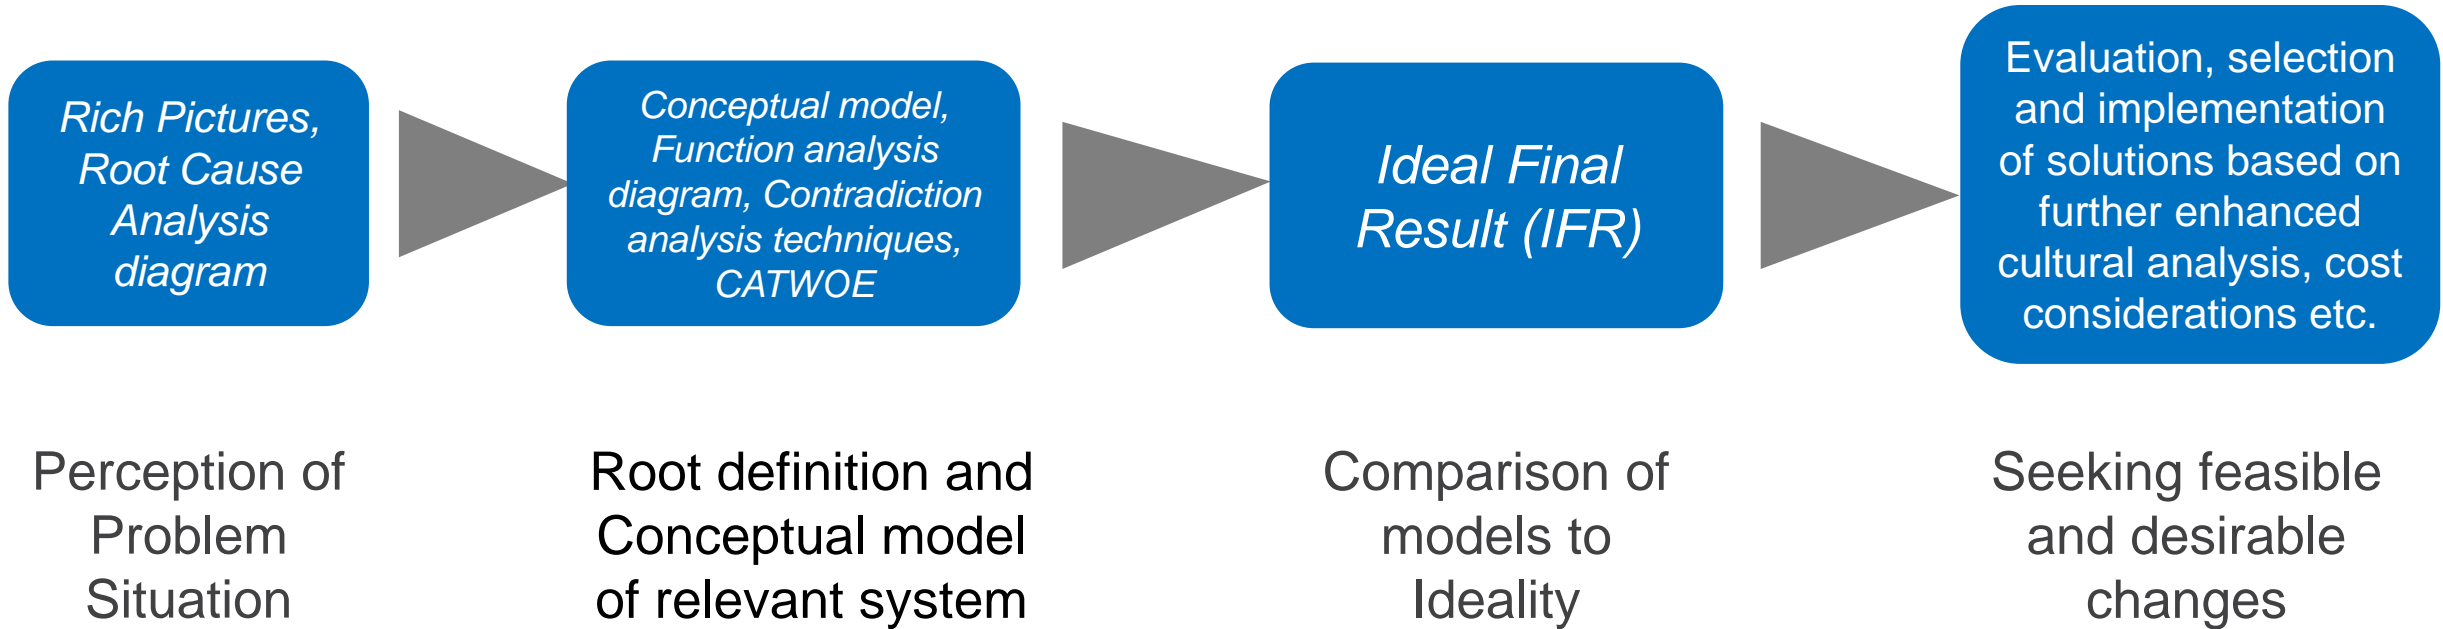 Rich Pictures,
Root Cause
Analysis
diagram
Conceptual model,
Function analysis
diagram, Contradiction
analysis techniques,
CATWOE
Ideal Final
Result (IFR)
Evaluation, selection
and implementation
of solutions based on
further enhanced
cultural analysis, cost
considerations etc.
Perception of
Problem
Situation
Root definition and
Conceptual model
of relevant system
Comparison of
models to
Ideality
Seeking feasible
and desirable
changes